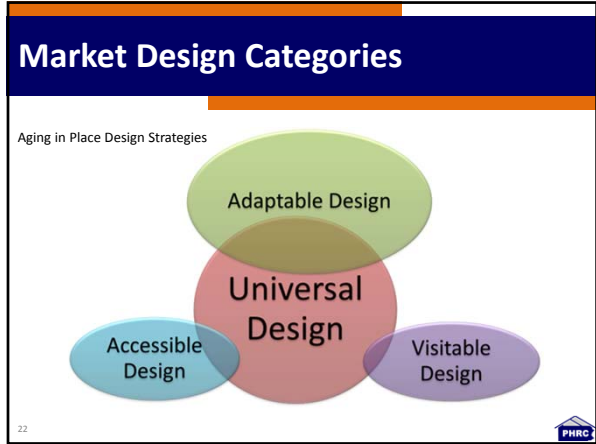 Market Design Categories
Aging in Place Design Strategies
Adaptable Design
Universal
Design
Accessible
Design
Visitable
Design
22
PHRC